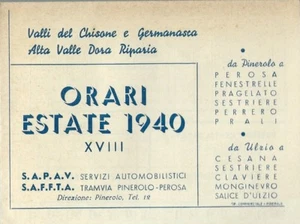 Valli del Chisone e Germanasca
Alta Valle Dora Riparia
ORARI
ESTATE 1940
XVIII
S.A.P.A.V. SERVIZI AUTOMOBILISTICI
S.A.F.F.T.A. TRAMVIA PINEROLO-PEROSA
Direzione: Pinerolo, Tel. 19
da Pinerolo a
PEROSA
FENESTRELLE
PRAGELATO
SESTRIERE
PERRERO
PRALI
da Ulzio a
CESANA
SESTRIERE
CLAVIERE
MONGINEVRO
SALICE D'ULZIO